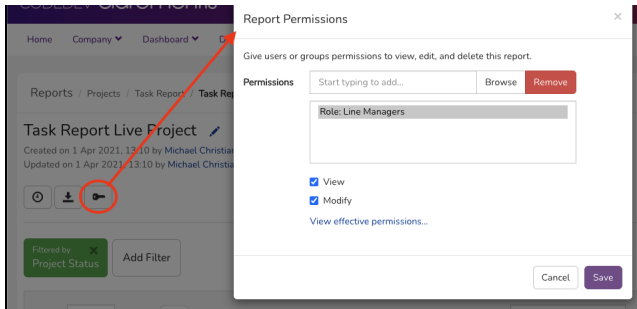 Report Permissions
×
Home Company Dashboard
Give users or groups permissions to view, edit, and delete this report.
Permissions Start typing to add... Browse Remove
Reports / Projects / Task Report / Task Rep
Role: Line Managers
Task Report Live Project
Created on 1 Apr 2021, 13:10 by Michael Christian
Updated on 1 Apr 2021, 13:10 by Michael Christia
View
Modify
View effective permissions...
Filtered by
Project Status
Add Filter
Cancel Save